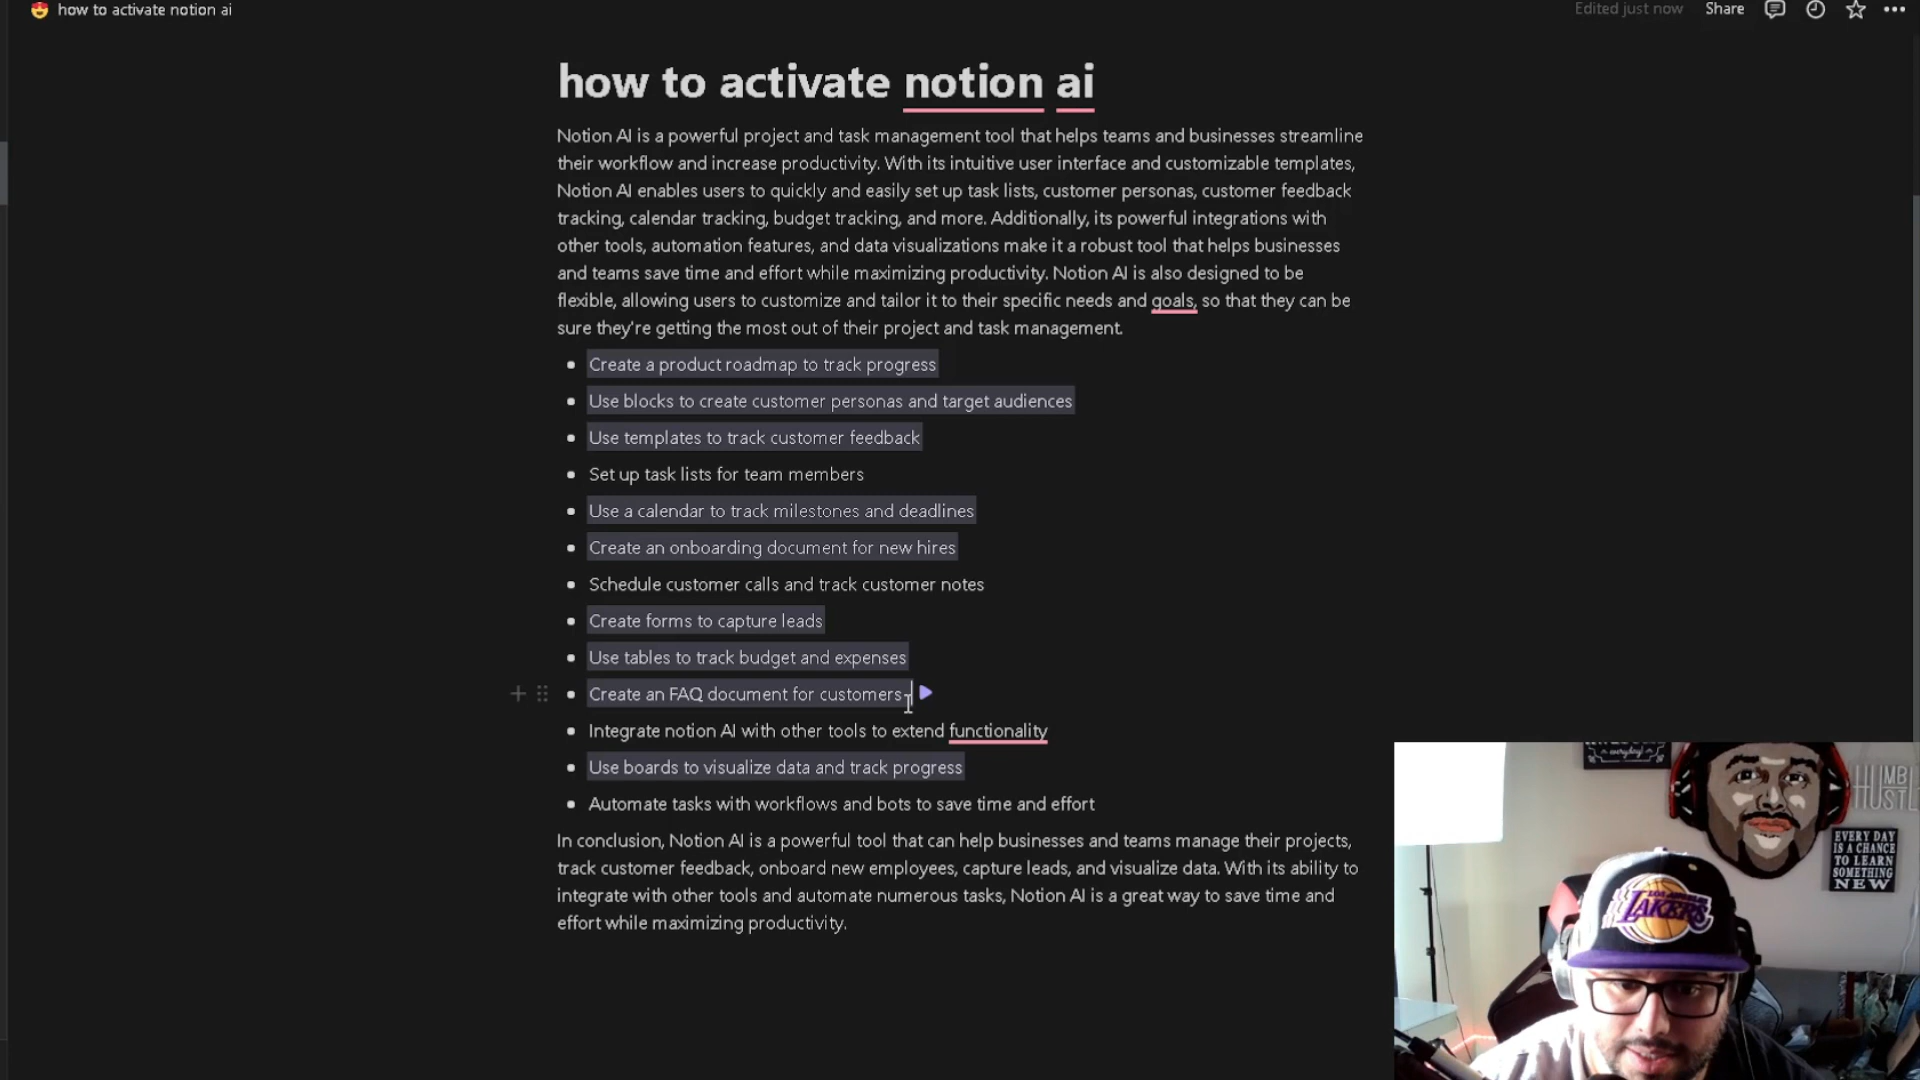 how to activate notion ai
Edited just now
Share
how to activate notion ai
Notion AI is a powerful project and task management tool that helps teams and businesses streamline
their workflow and increase productivity. With its intuitive user interface and customizable templates,
Notion AI enables users to quickly and easily set up task lists, customer personas, customer feedback
tracking, calendar tracking, budget tracking, and more. Additionally, its powerful integrations with
other tools, automation features, and data visualizations make it a robust tool that helps businesses
and teams save time and effort while maximizing productivity. Notion AI is also designed to be
flexible, allowing users to customize and tailor it to their specific needs and goals, so that they can be
sure they're getting the most out of their project and task management.
Create a product roadmap to track progress
Use blocks to create customer personas and target audiences
Use templates to track customer feedback
Set up task lists for team members
Use a calendar to track milestones and deadlines
Create an onboarding document for new hires
Schedule customer calls and track customer notes
Create forms to capture leads
Use tables to track budget and expenses
Create an FAQ document for customers
Integrate notion AI with other tools to extend functionality
Use boards to visualize data and track progress
Automate tasks with workflows and bots to save time and effort
In conclusion, Notion AI is a powerful tool that can help businesses and teams manage their projects,
track customer feedback, onboard new employees, capture leads, and visualize data. With its ability to
integrate with other tools and automate numerous tasks, Notion AI is a great way to save time and
effort while maximizing productivity.
everyday!
HUMBL
HUSTL
EVERY DAY
IS A CHANCE
TO LEARN
SOMETHING
NEW
LOS ANGELES
LAKERS